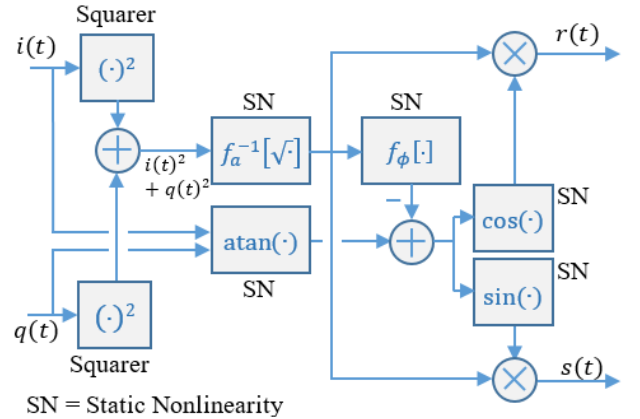 Squarer
i(t)
(·)²
r(t)
×
SN
SN
+
i(t)²
+ q(t)²
f_a⁻¹[√·]
f_ϕ[·]
−
SN
cos(·)
atan(·)
+
SN
SN
sin(·)
q(t)
(·)²
Squarer
×
s(t)
SN = Static Nonlinearity